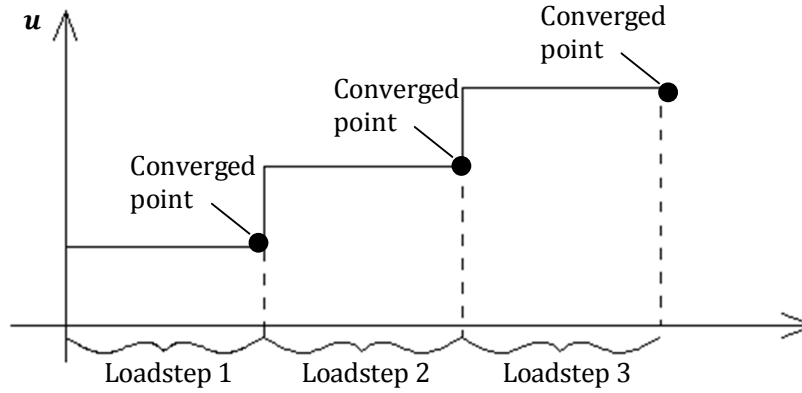 u
Converged
point
Converged
point
Converged
point
Loadstep 1
Loadstep 2
Loadstep 3